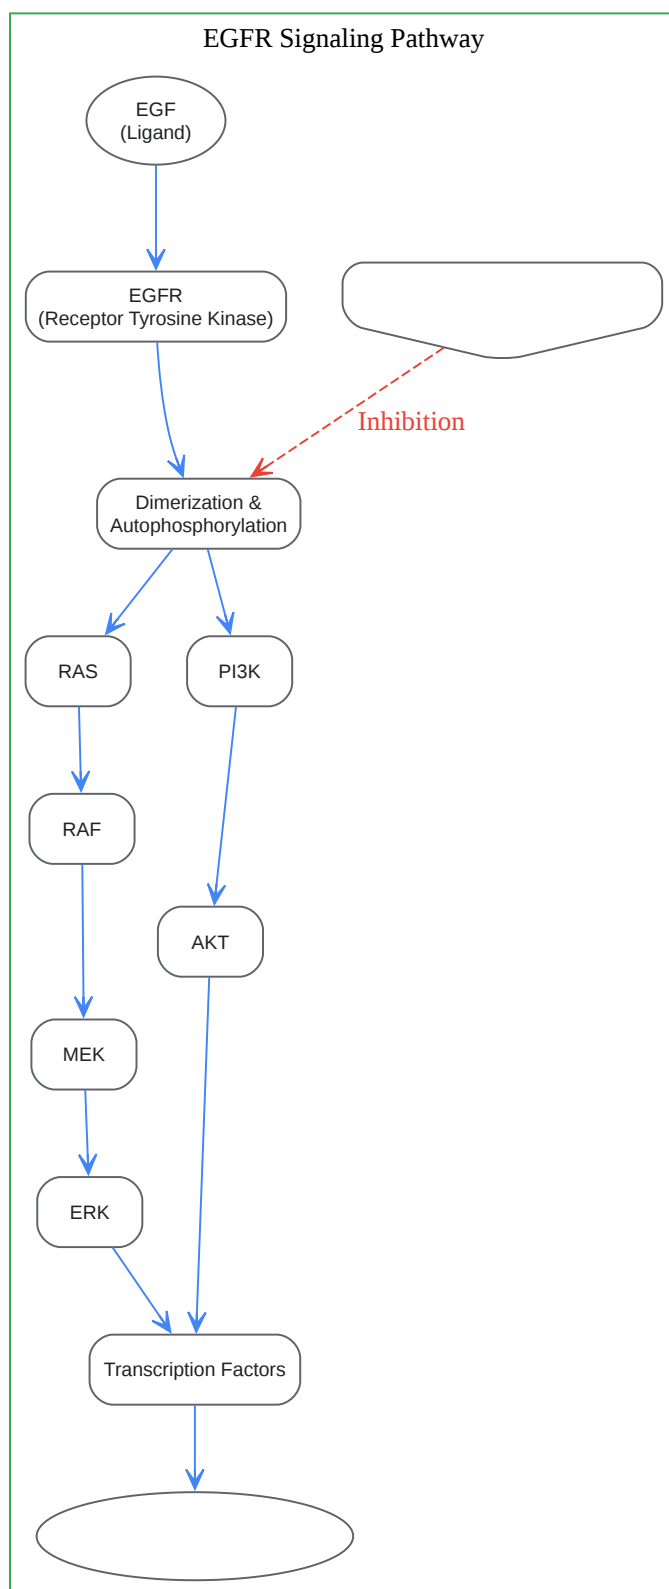 EGFR Signaling Pathway
EGF
(Ligand)
EGFR
(Receptor Tyrosine Kinase)
Inhibition
Dimerization &
Autophosphorylation
RAS
PI3K
RAF
AKT
MEK
ERK
Transcription Factors